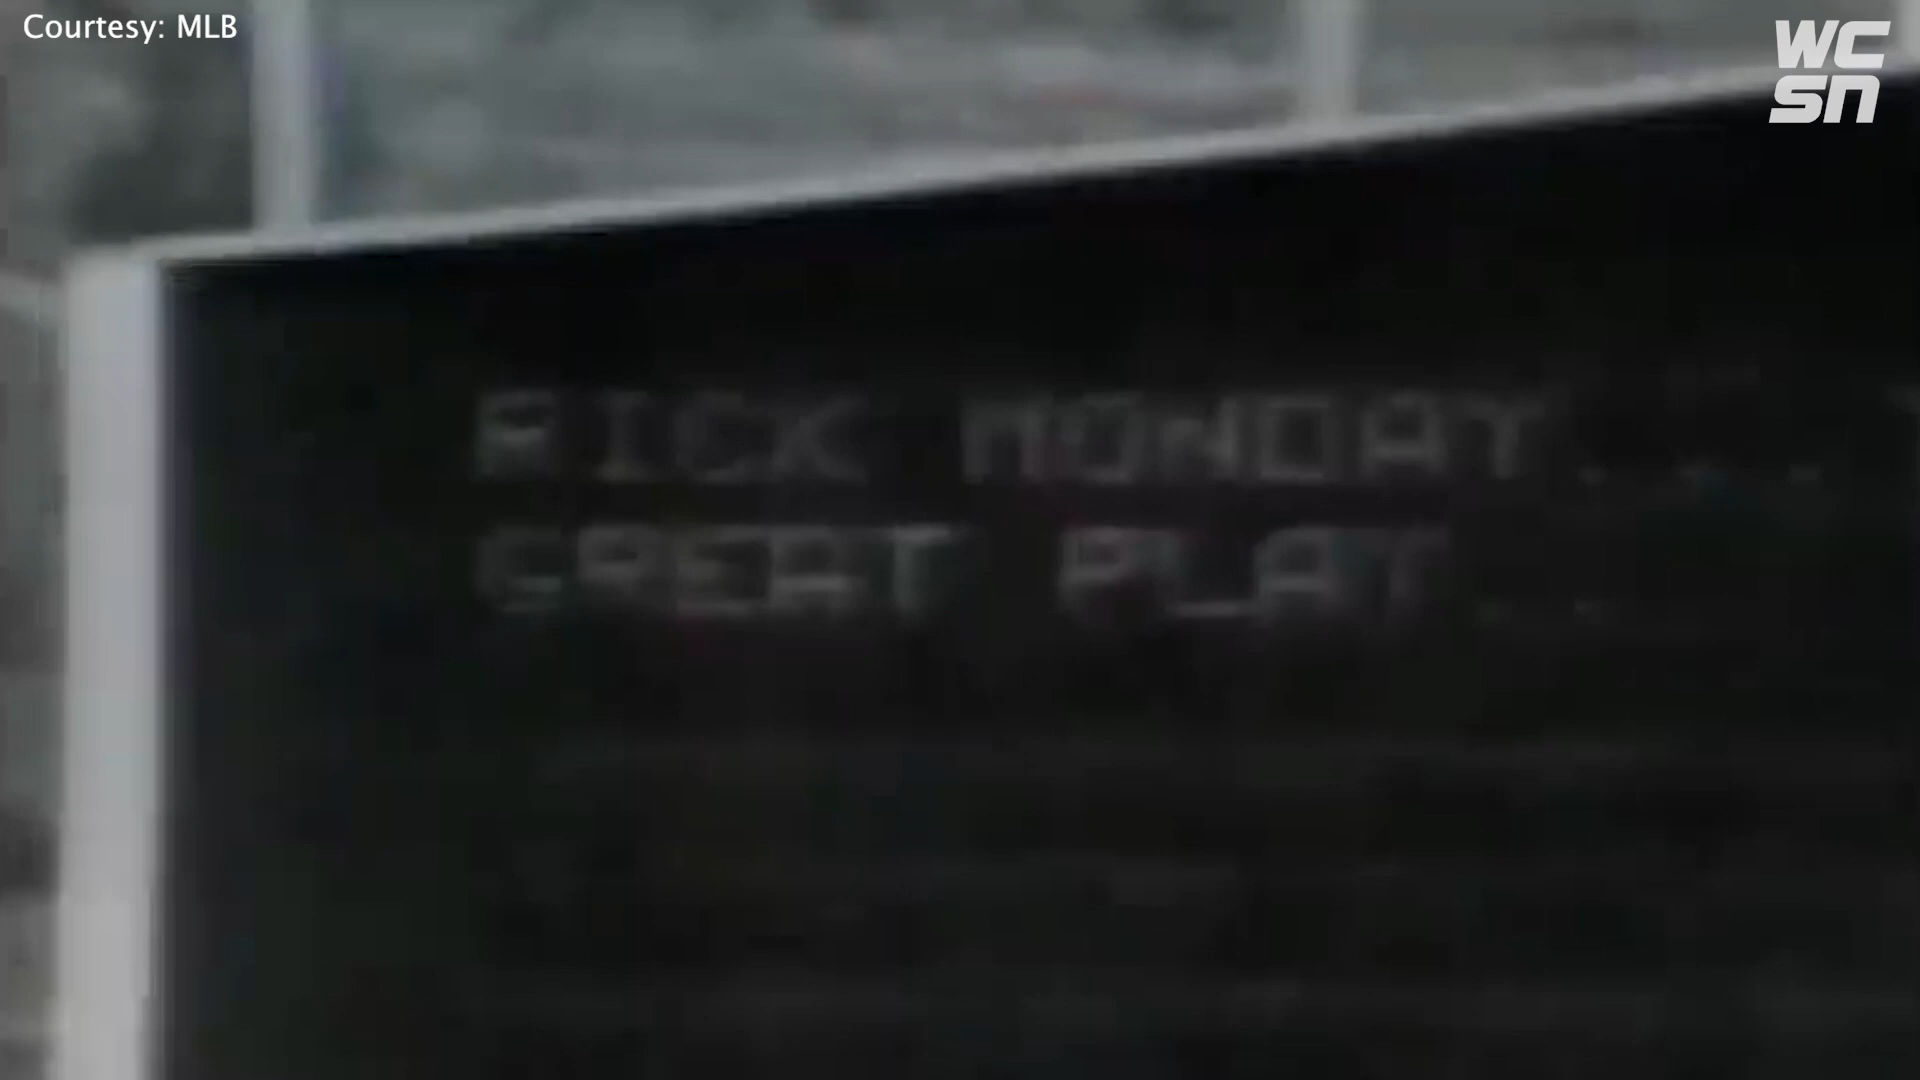 Courtesy: MLB
WC
SN
RICK MONDAY...
GREAT PLAY..